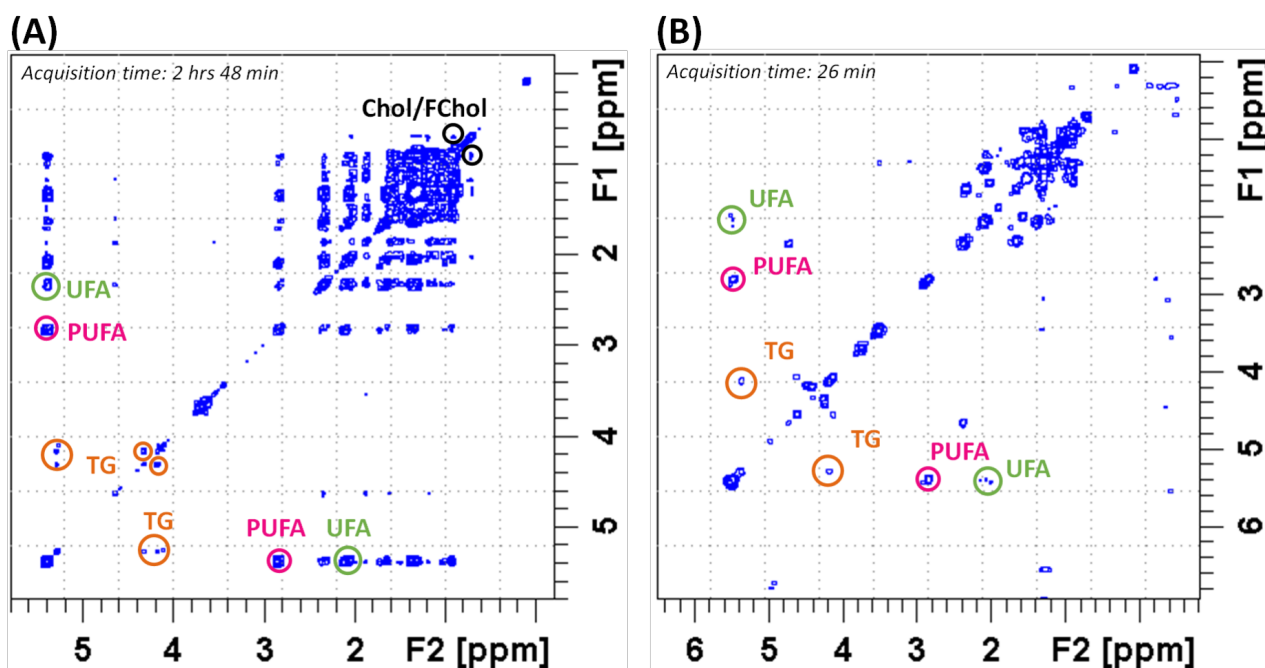 (A)
Acquisition time: 2 hrs 48 min
Chol/FChol
UFA
PUFA
TG
TG
PUFA
UFA
F1 [ppm]
2
3
4
5
5
4
3
2
F2 [ppm]
(B)
Acquisition time: 26 min
UFA
PUFA
TG
TG
PUFA
UFA
F1 [ppm]
3
4
5
6
6
5
4
3
2
F2 [ppm]